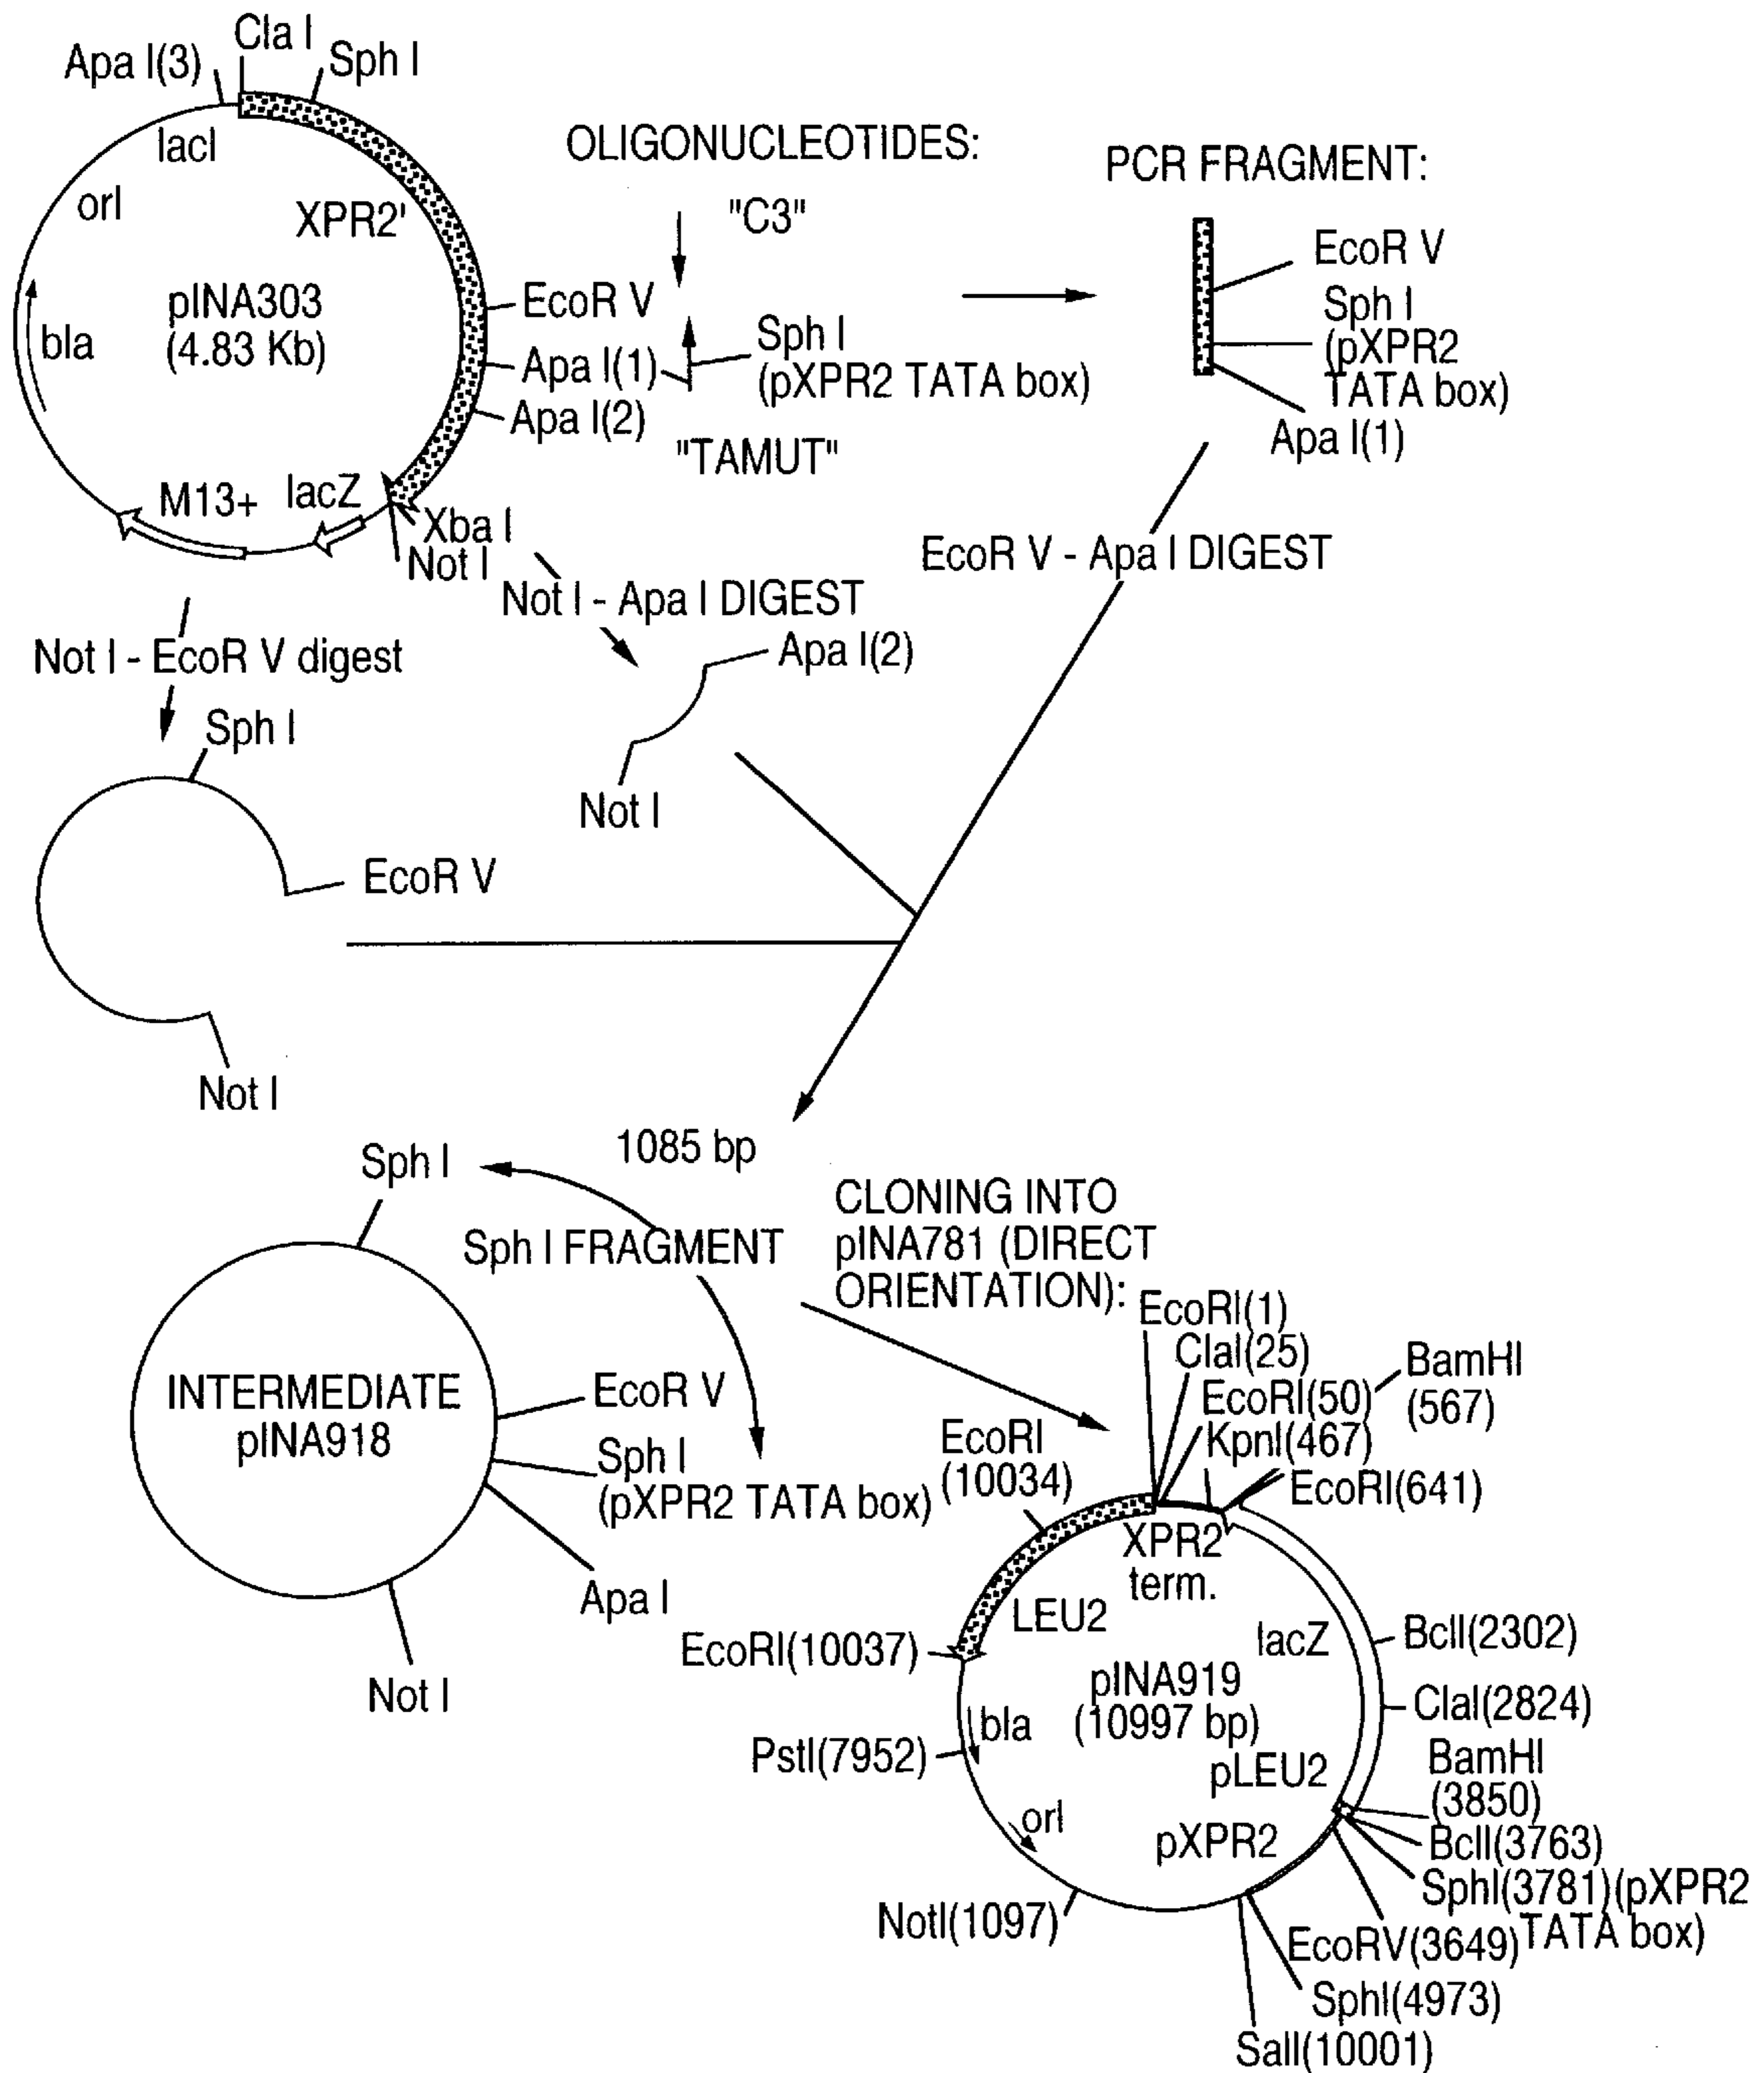 Cla I
Apa I(3)
Sph I
lacI
orI
XPR2'
pINA303
(4.83 Kb)
bla
EcoR V
Apa I(1)
Apa I(2)
M13+
lacZ
Xba I
Not I
OLIGONUCLEOTIDES:
"C3"
Sph I
(pXPR2 TATA box)
"TAMUT"
PCR FRAGMENT:
EcoR V
Sph I
(pXPR2
TATA box)
Apa I(1)
EcoR V - Apa I DIGEST
Not I - Apa I DIGEST
Apa I(2)
Not I
Not I - EcoR V digest
Sph I
EcoR V
Not I
1085 bp
Sph I
Sph I FRAGMENT
INTERMEDIATE
pINA918
EcoR V
Sph I
(pXPR2 TATA box)
Apa I
Not I
CLONING INTO
pINA781 (DIRECT
ORIENTATION):
EcoRI(1)
ClaI(25)
EcoRI(50)
BamHI
(567)
KpnI(467)
EcoRI(641)
EcoRI
(10034)
XPR2
term.
LEU2
lacZ
BclI(2302)
EcoRI(10037)
pINA919
(10997 bp)
ClaI(2824)
bla
PstI(7952)
pLEU2
BamHI
(3850)
orI
pXPR2
BclI(3763)
SphI(3781)(pXPR2
TATA box)
NotI(1097)
EcoRV(3649)
SphI(4973)
SalI(10001)